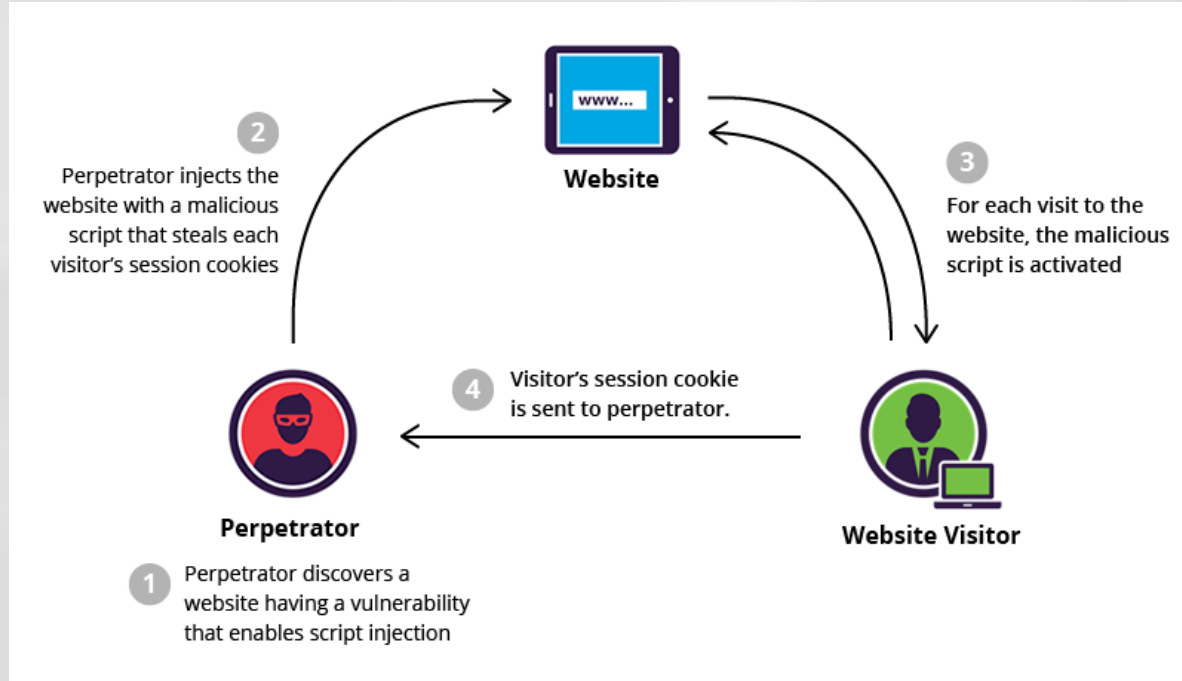 www...
Website
2
Perpetrator injects the
website with a malicious
script that steals each
visitor’s session cookies
3
For each visit to the
website, the malicious
script is activated
4
Visitor’s session cookie
is sent to perpetrator.
Perpetrator
Website Visitor
1
Perpetrator discovers a
website having a vulnerability
that enables script injection